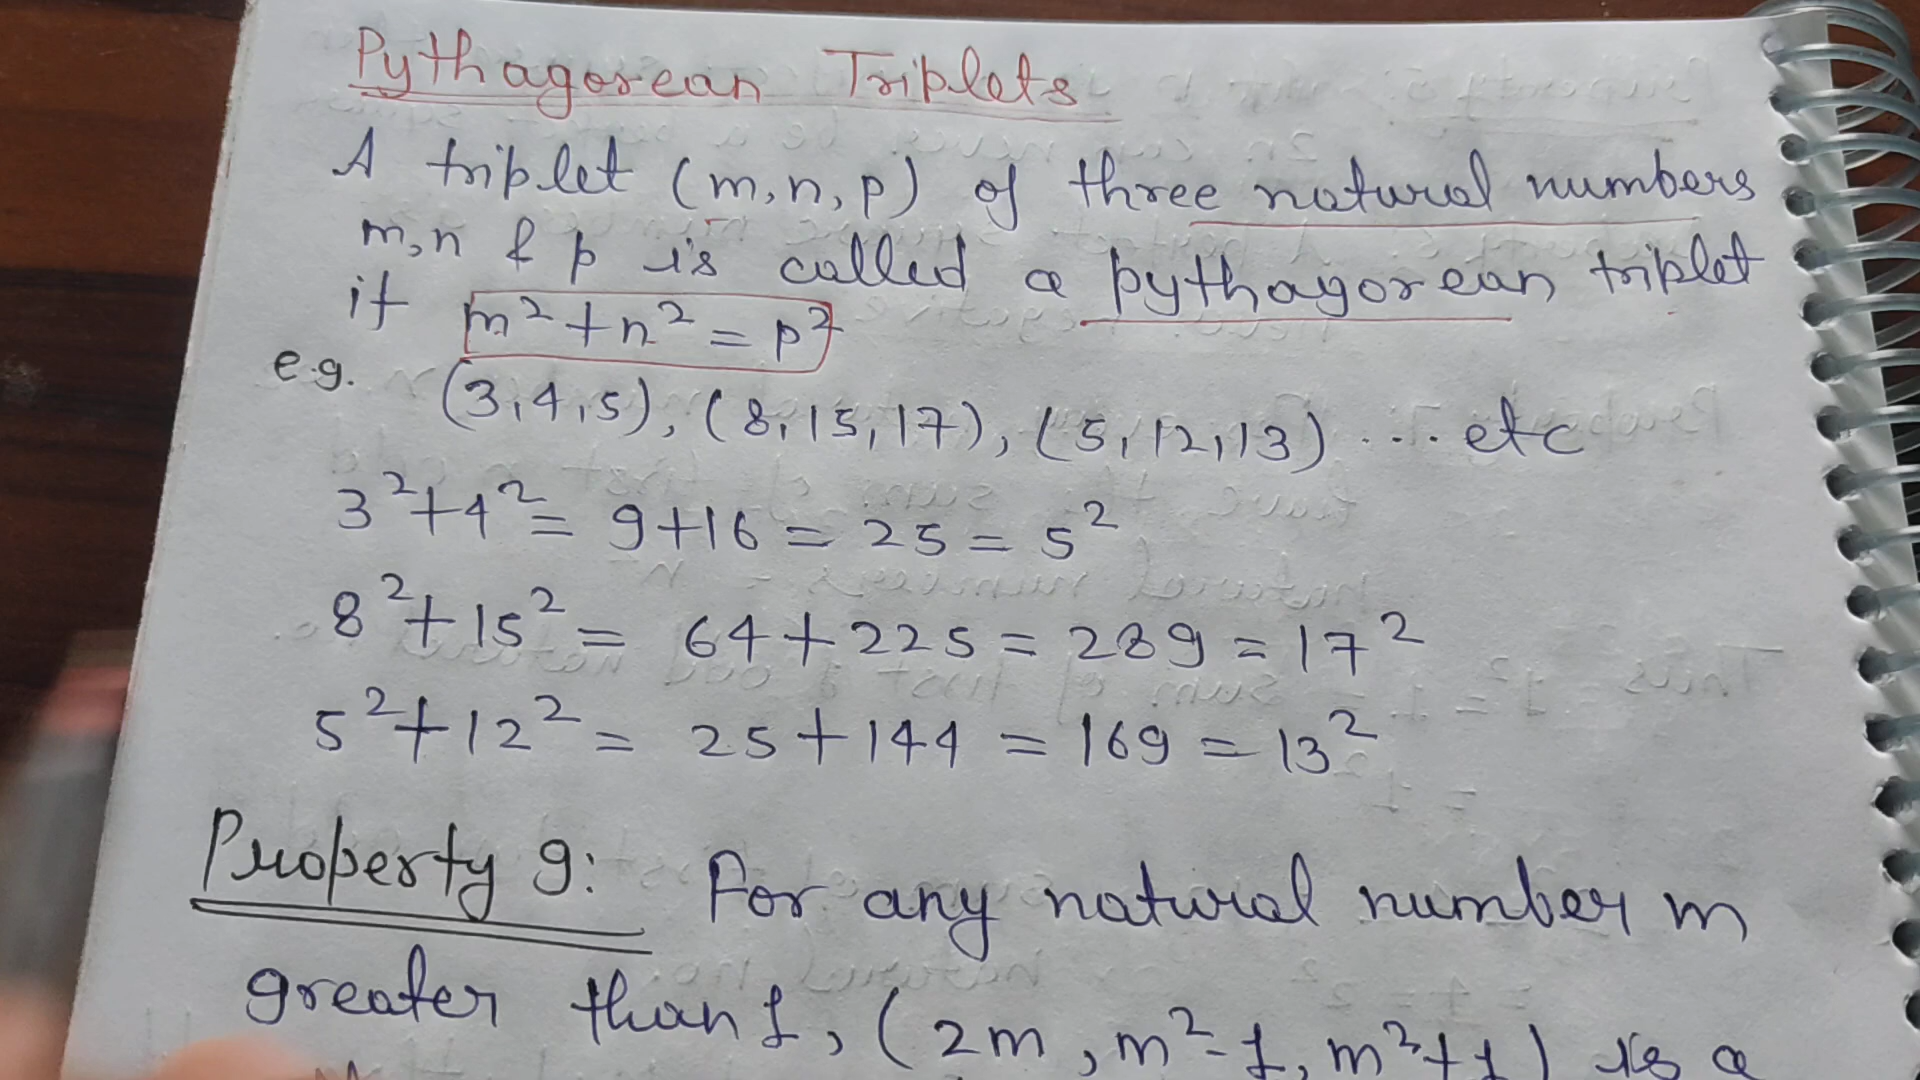 Pythagorean Triplets
A triplet (m, n, p) of three natural numbers
m, n & p is called a pythagorean triplet
if m² + n² = p²
e.g. (3, 4, 5), (8, 15, 17), (5, 12, 13) ... etc
3² + 4² = 9 + 16 = 25 = 5²
8² + 15² = 64 + 225 = 289 = 17²
5² + 12² = 25 + 144 = 169 = 13²
Property 9: For any natural number m
greater than 1, (2m, m² - 1, m² + 1) is a